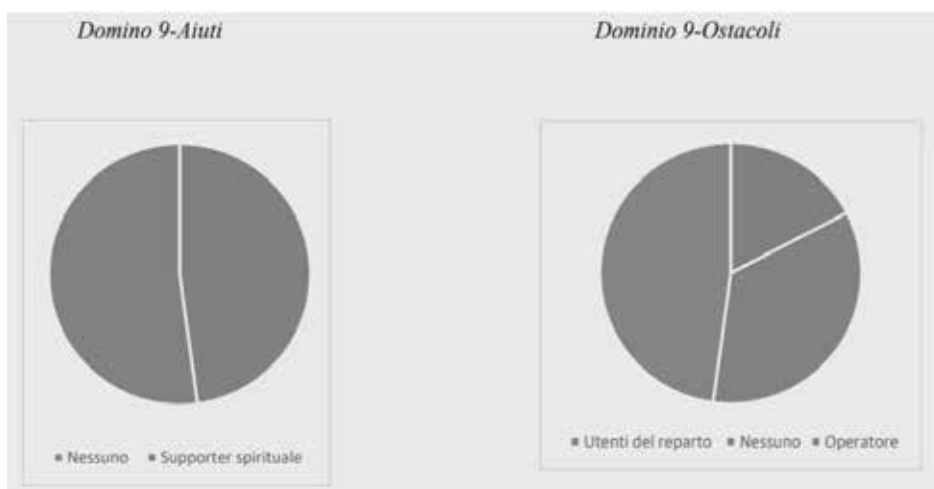 Domino 9-Aiuti
Dominio 9-Ostacoli
Nessuno Supporter spirituale
Utenti del reparto Nessuno Operatore